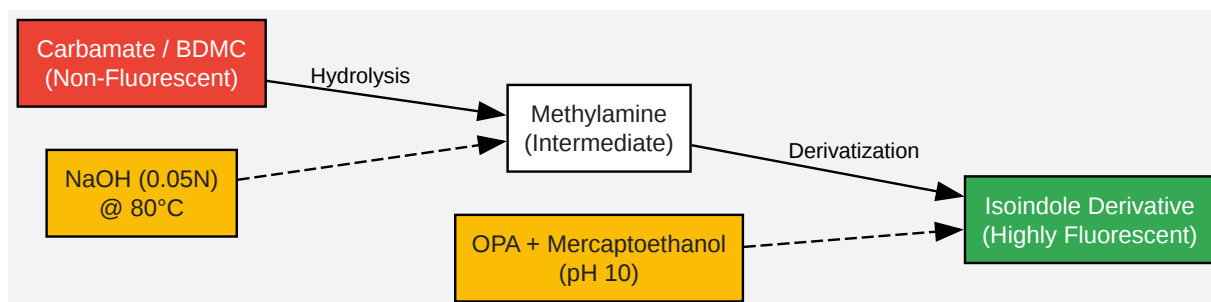 Carbamate / BDMC
(Non-Fluorescent)
Hydrolysis
NaOH (0.05N)
@ 80°C
Methylamine
(Intermediate)
Derivatization
OPA + Mercaptoethanol
(pH 10)
Isoindole Derivative
(Highly Fluorescent)